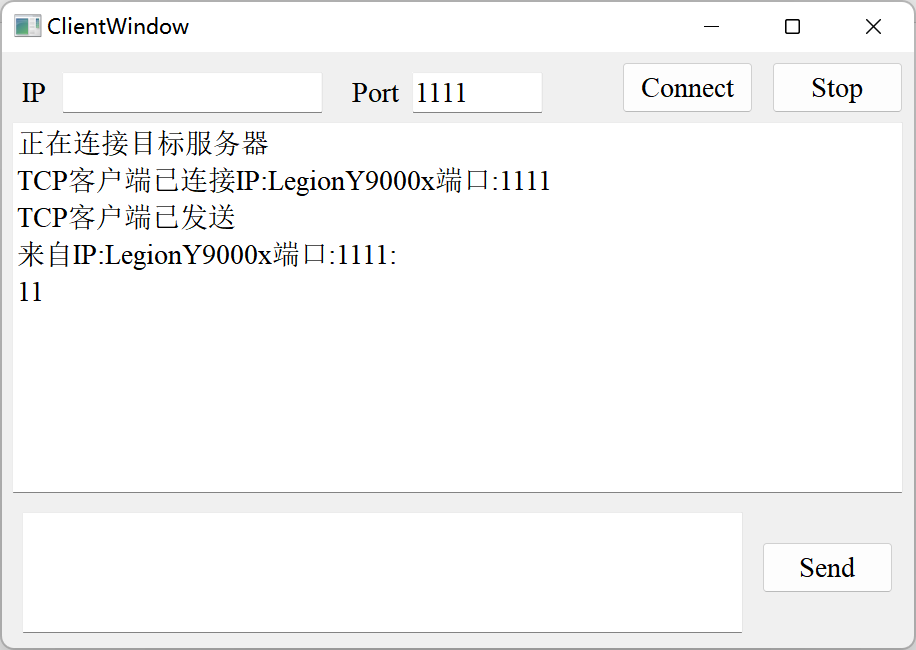 ClientWindow
IP
Port 1111
Connect
Stop
正在连接目标服务器
TCP客户端已连接IP:LegionY9000x端口:1111
TCP客户端已发送
来自IP:LegionY9000x端口:1111:
11
Send